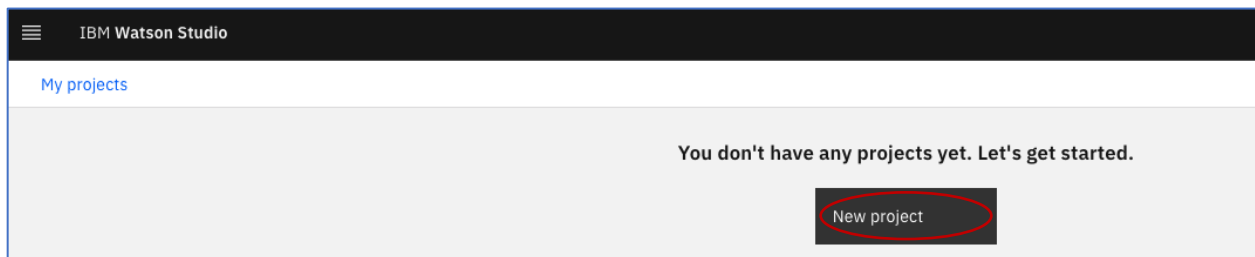 IBM Watson Studio
My projects
You don't have any projects yet. Let's get started.
New project